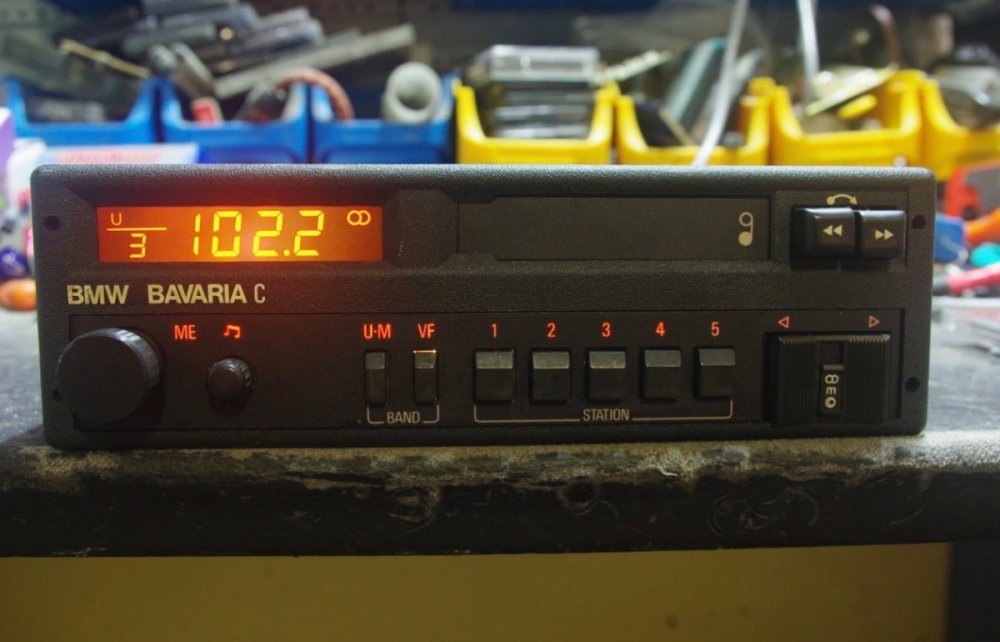 U
3 102.2
BMW BAVARIA C
ME U·M VF 1 2 3 4 5
BAND STATION